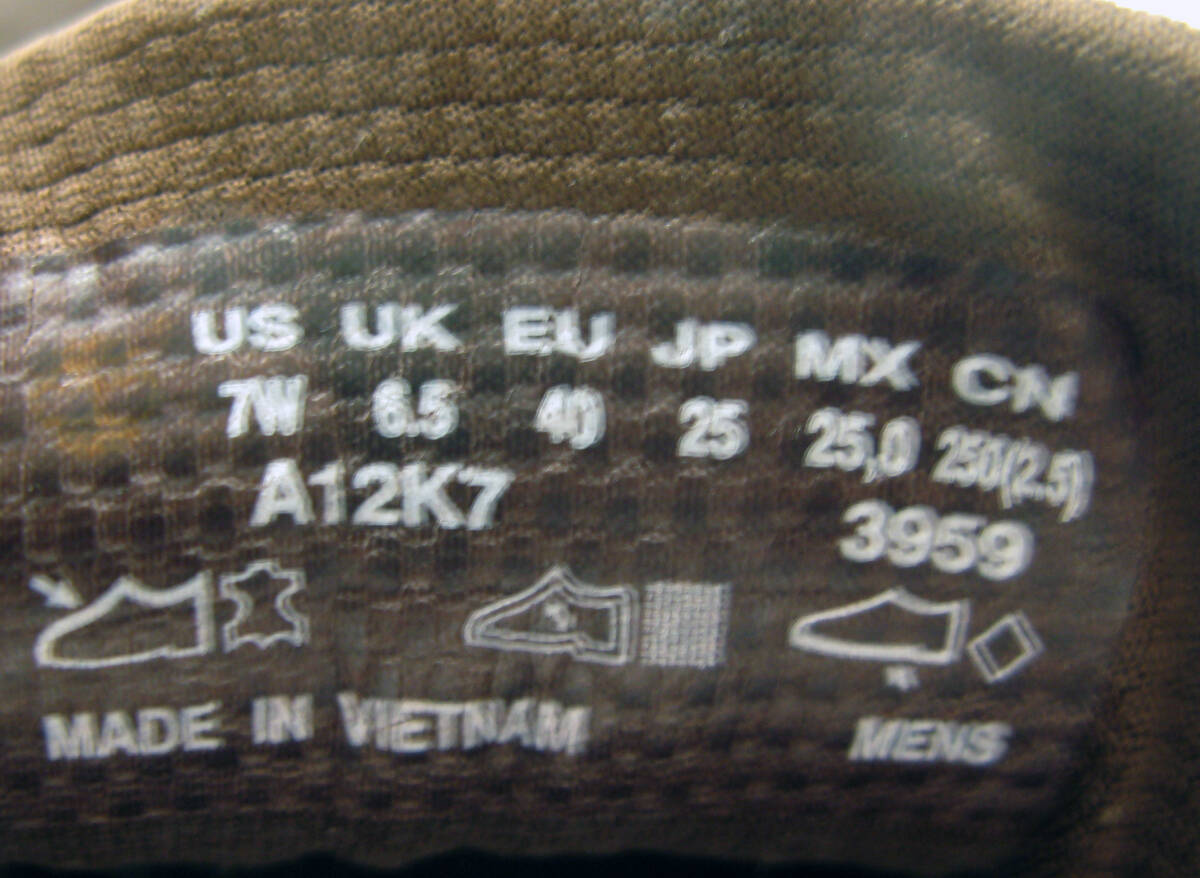 US UK EU JP MX CN
7W 6.5 40 25 25,0 250(2.5)
A12K7 3959
MADE IN VIETNAM MENS